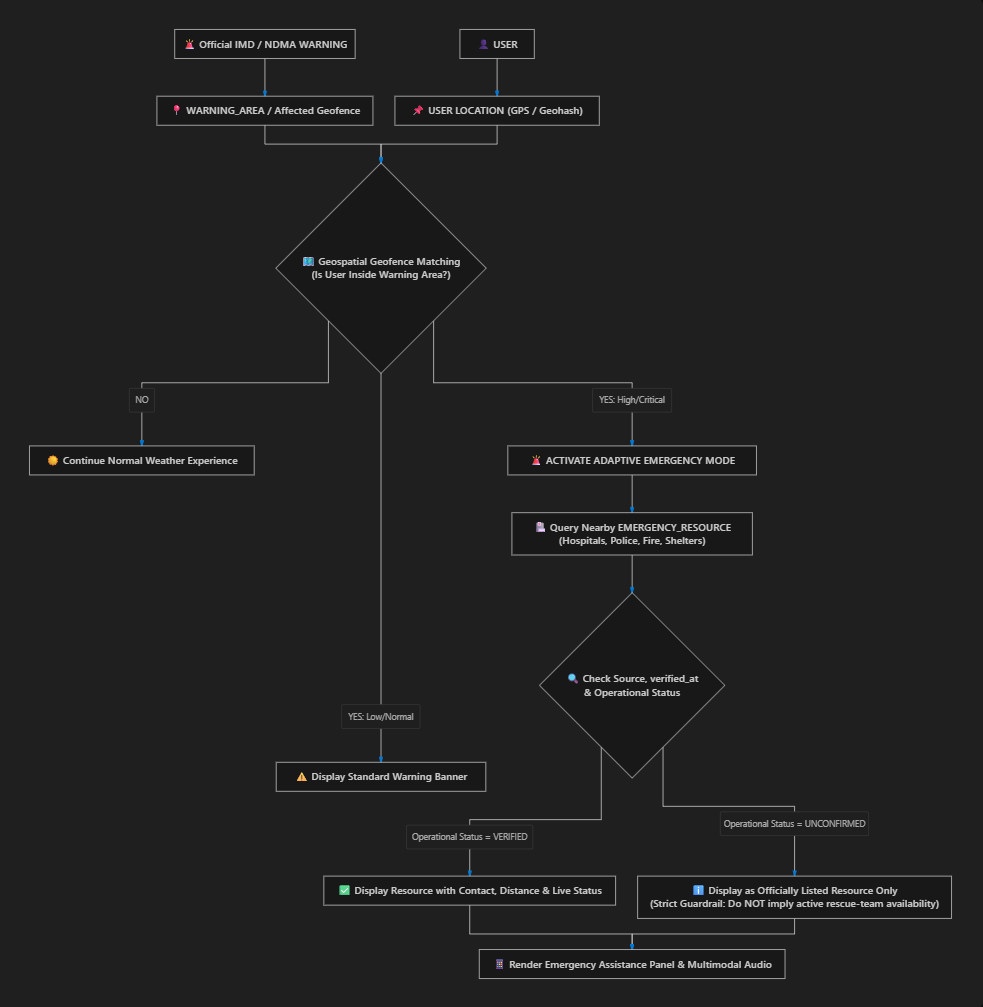 Official IMD / NDMA WARNING
USER
WARNING_AREA / Affected Geofence
USER LOCATION (GPS / Geohash)
Geospatial Geofence Matching
(Is User Inside Warning Area?)
NO
YES: High/Critical
Continue Normal Weather Experience
ACTIVATE ADAPTIVE EMERGENCY MODE
Query Nearby EMERGENCY_RESOURCE
(Hospitals, Police, Fire, Shelters)
Check Source, verified_at
& Operational Status
YES: Low/Normal
Display Standard Warning Banner
Operational Status = VERIFIED
Operational Status = UNCONFIRMED
Display Resource with Contact, Distance & Live Status
Display as Officially Listed Resource Only
(Strict Guardrail: Do NOT imply active rescue-team availability)
Render Emergency Assistance Panel & Multimodal Audio